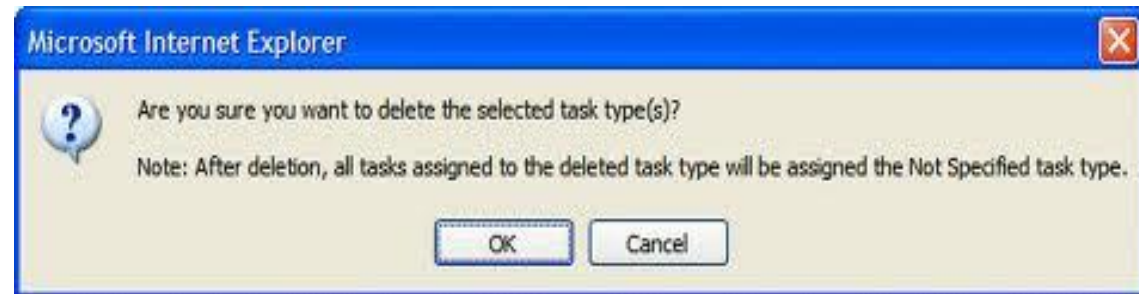 Microsoft Internet Explorer
Are you sure you want to delete the selected task type(s)?
Note: After deletion, all tasks assigned to the deleted task type will be assigned the Not Specified task type.
OK
Cancel